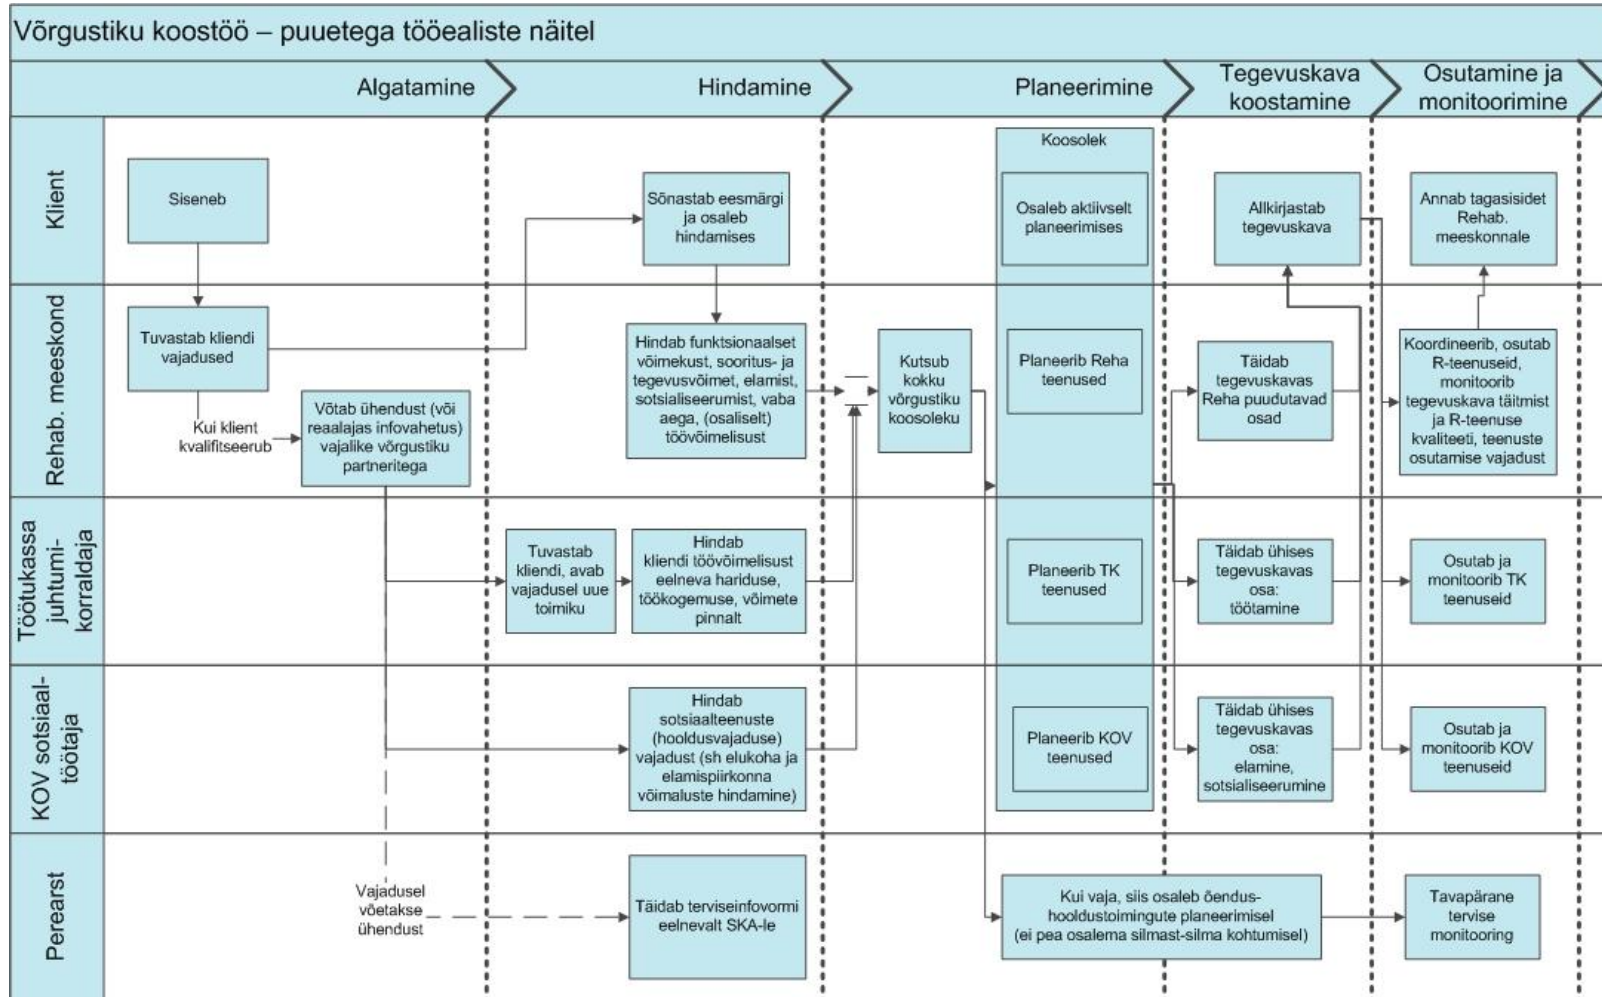 Võrgustiku koostöö – puuetega tööealiste näitel
Algatamine
Hindamine
Planeerimine
Tegevuskava
koostamine
Osutamine ja
monitoorimine
Klient
Siseneb
Sõnastab eesmärgi
ja osaleb
hindamises
Koosolek
Osaleb aktiivselt
planeerimises
Allkirjastab
tegevuskava
Annab tagasisidet
Rehab.
meeskonnale
Rehab. meeskond
Tuvastab kliendi
vajadused
Kui klient
kvalifitseerub
Võtab ühendust (või
reaalajas infovahetus)
vajalike võrgustiku
partneritega
Hindab funktsionaalset
võimekust, sooritus- ja
tegevusvõimet, elamist,
sotsialiseerumist, vaba
aega, (osaliselt)
töövõimelisust
Kutsub
kokku
võrgustiku
koosoleku
Planeerib Reha
teenused
Täidab
tegevuskavas
Reha puudutavad
osad
Koordineerib, osutab
R-teenuseid,
monitoorib
tegevuskava täitmist
ja R-teenuse
kvaliteeti, teenuste
osutamise vajadust
Töötukassa
juhtumi-
korraldaja
Tuvastab
kliendi, avab
vajadusel uue
toimiku
Hindab
kliendi töövõimelisust
eelneva hariduse,
töökogemuse, võimete
pinnalt
Planeerib TK
teenused
Täidab ühises
tegevuskavas
osa:
töötamine
Osutab ja
monitoorib TK
teenuseid
KOV sotsiaal-
töötaja
Hindab
sotsiaalteenuste
(hooldusvajaduse)
vajadust (sh elukoha ja
elamispiirkonna
võimaluste hindamine)
Planeerib KOV
teenused
Täidab ühises
tegevuskavas
osa:
elamine,
sotsialiseerumine
Osutab ja
monitoorib KOV
teenuseid
Perearst
Vajadusel
võetakse
ühendust
Täidab terviseinfovormi
eelnevalt SKA-le
Kui vaja, siis osaleb õendus-
hooldustoimingute planeerimisel
(ei pea osalema silmast-silma kohtumisel)
Tavapärane
tervise
monitooring